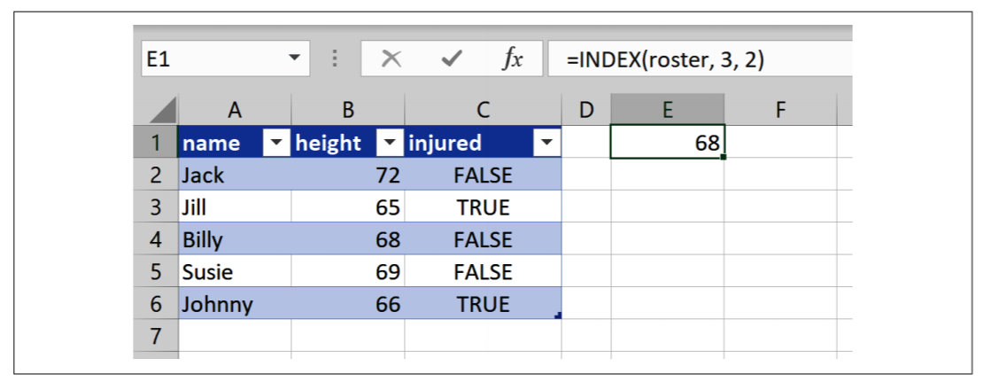 E1 fx =INDEX(roster, 3, 2)
A B C D E F
1 name height injured 68
2 Jack 72 FALSE
3 Jill 65 TRUE
4 Billy 68 FALSE
5 Susie 69 FALSE
6 Johnny 66 TRUE
7